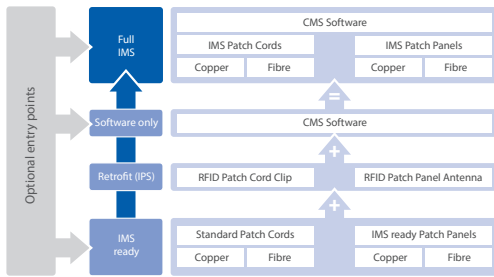 Optional entry points
Full
IMS
CMS Software
IMS Patch Cords
IMS Patch Panels
Copper
Fibre
Copper
Fibre
=
Software only
CMS Software
+
Retrofit (IPS)
RFID Patch Cord Clip
RFID Patch Panel Antenna
+
IMS
ready
Standard Patch Cords
IMS ready Patch Panels
Copper
Fibre
Copper
Fibre